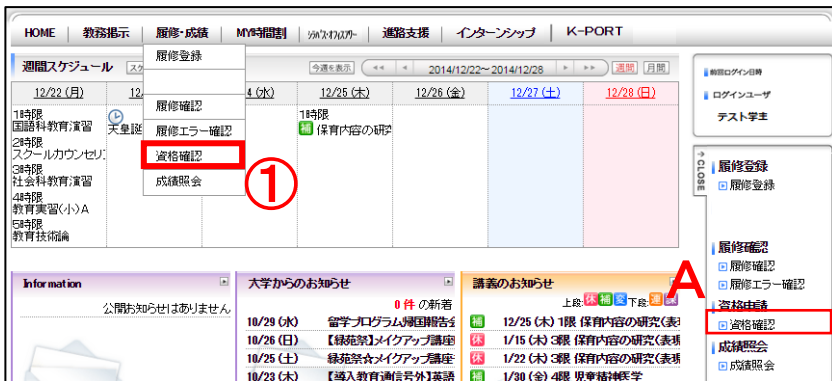 HOME 教務掲示 履修・成績 MY時間割 シラバス・オフィスアワー 進路支援 インターンシップ K-PORT
週間スケジュール 今週を表示 2014/12/22～2014/12/28 週間 月間
12/22 (月) 12/25 (木) 12/26 (金) 12/27 (土) 12/28 (日)
1時限
国語科教育演習
2時限
スクールカウンセリン
3時限
社会科教育演習
4時限
教育実習(小)A
5時限
教育技術論
天皇誕
1時限
補 保育内容の研究
履修登録
履修確認
履修エラー確認
資格確認
成績照会
①
前回ログイン日時
ログインユーザ
テスト学主
CLOSE
履修登録
履修登録
履修確認
履修確認
履修エラー確認
A
資格申請
資格確認
成績照会
成績照会
Information
公開お知らせはありません
大学からのお知らせ
0 件 の新着
10/29 (水) 留学プログラム帰国報告会
10/26 (日) 【緑苑祭】メイクアップ講座
10/25 (土) 緑苑祭☆メイクアップ講座
10/23 (木) 【導入教育通信号外】英語
講義のお知らせ
上段:休 補 変 下段:連 課
補 12/25 (木) 1限 保育内容の研究(表現
休 1/15 (木) 3限 保育内容の研究(表現
休 1/22 (木) 3限 保育内容の研究(表現
補 1/30 (金) 4限 児童精神医学